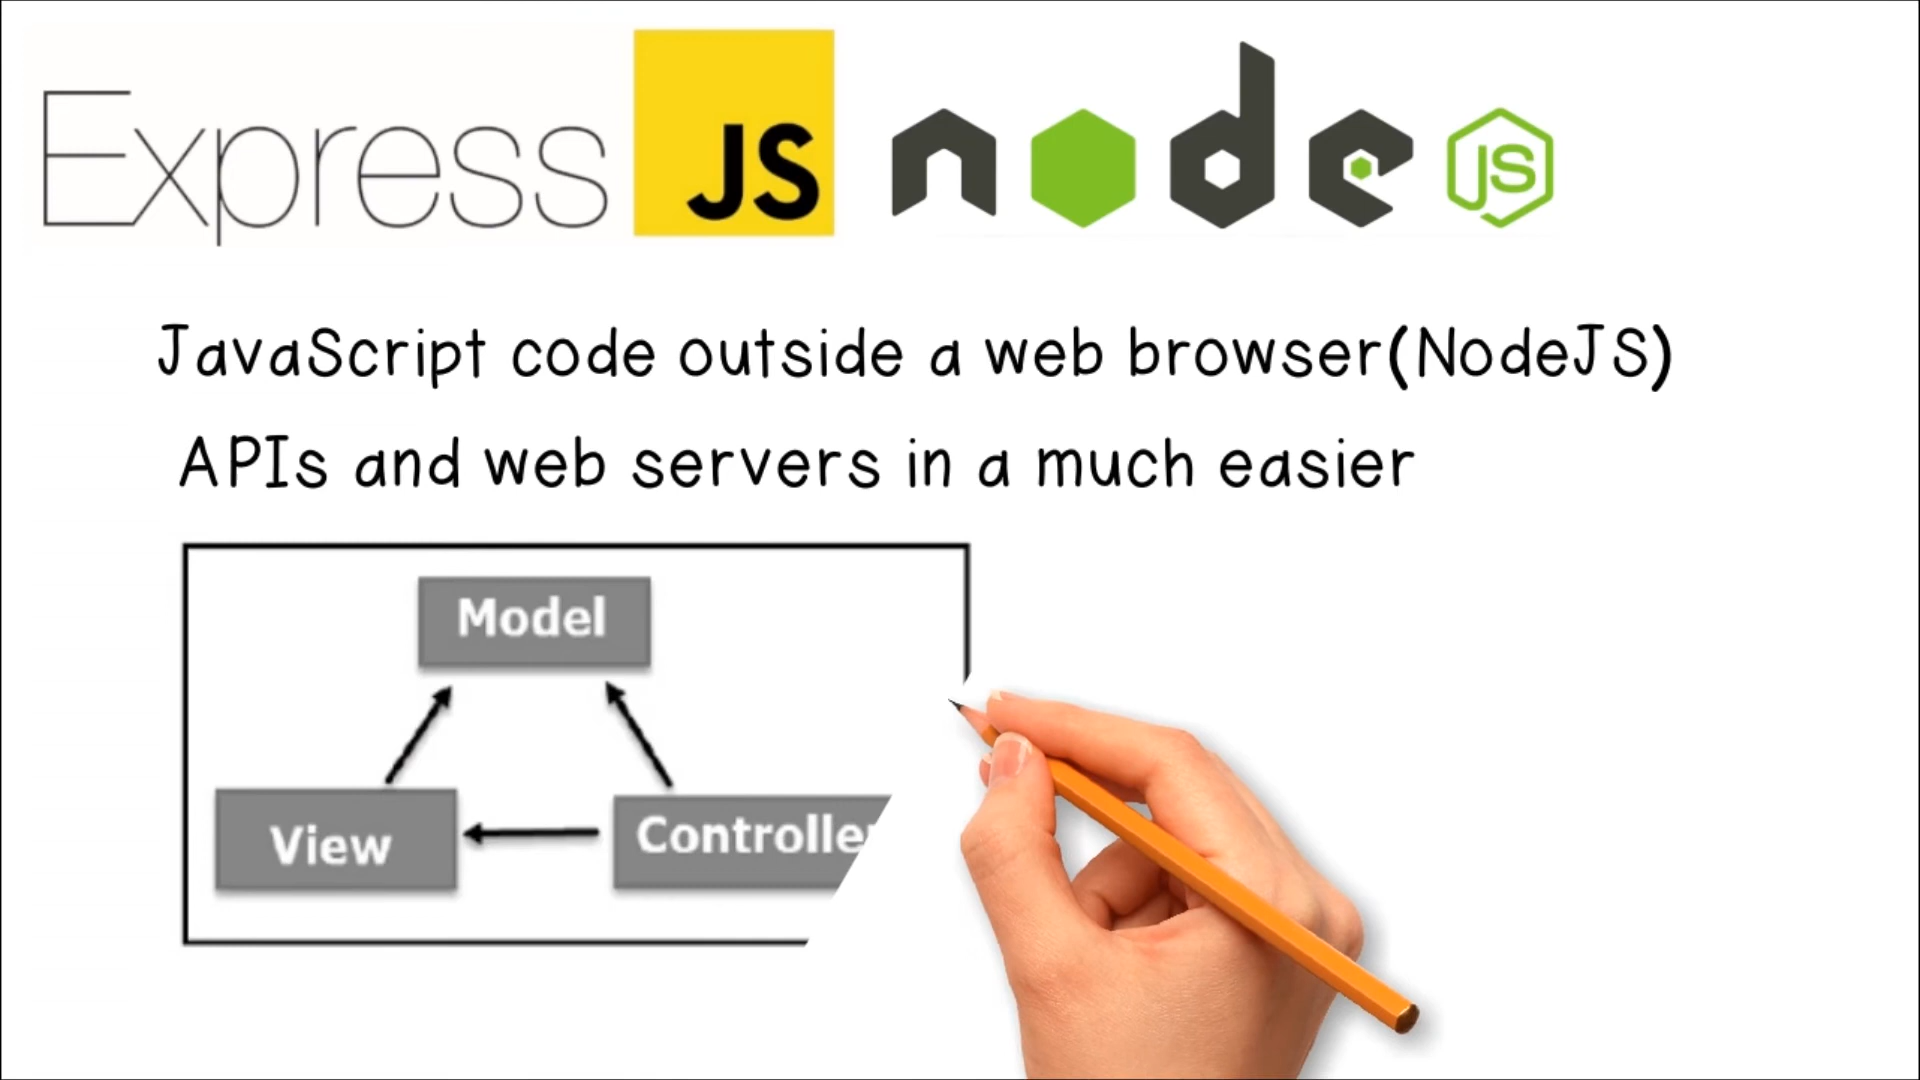 Express JS node JS
JavaScript code outside a web browser(NodeJS)
APIs and web servers in a much easier
Model
View
Controller